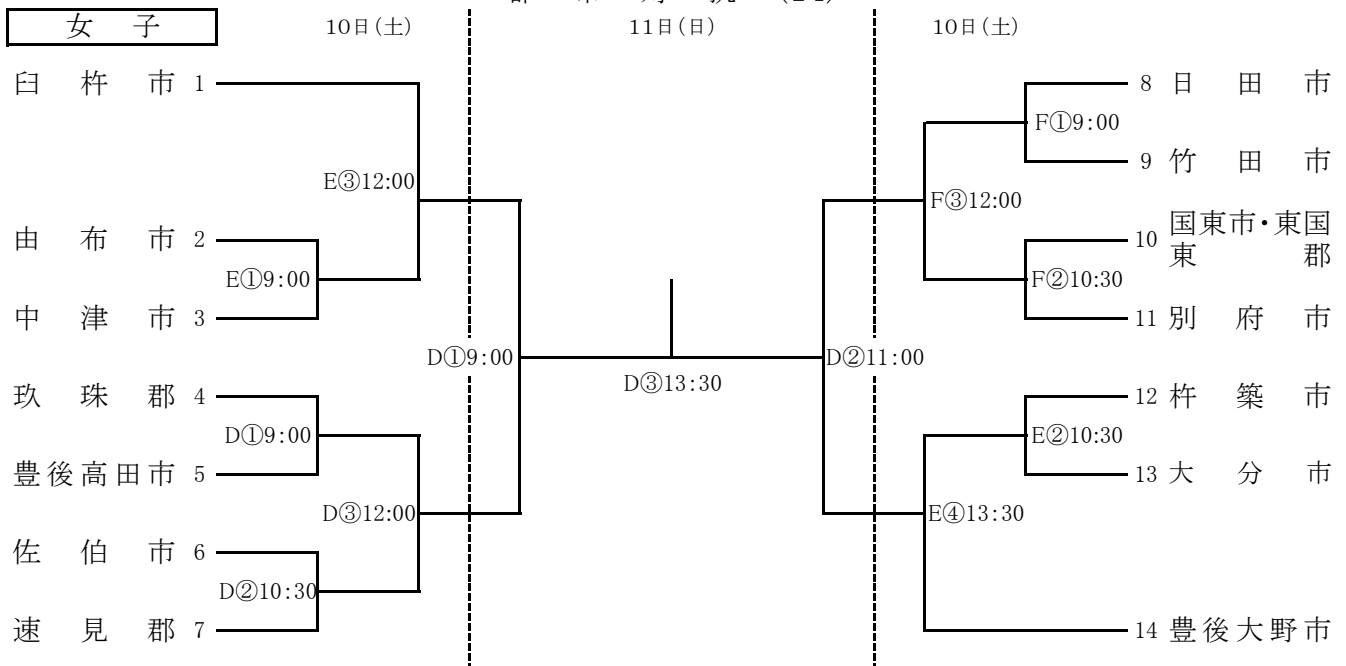 女 子
10日(土)
11日(日)
10日(土)
臼 杵 市 1
由 布 市 2
中 津 市 3
玖 珠 郡 4
豊後高田市 5
佐 伯 市 6
速 見 郡 7
E③12:00
E①9:00
D①9:00
D①9:00
D③12:00
D②10:30
D③13:30
D②11:00
F①9:00
F③12:00
F②10:30
E②10:30
E④13:30
8 日 田 市
9 竹 田 市
10 国東市・東国
東 郡
11 別 府 市
12 杵 築 市
13 大 分 市
14 豊後大野市